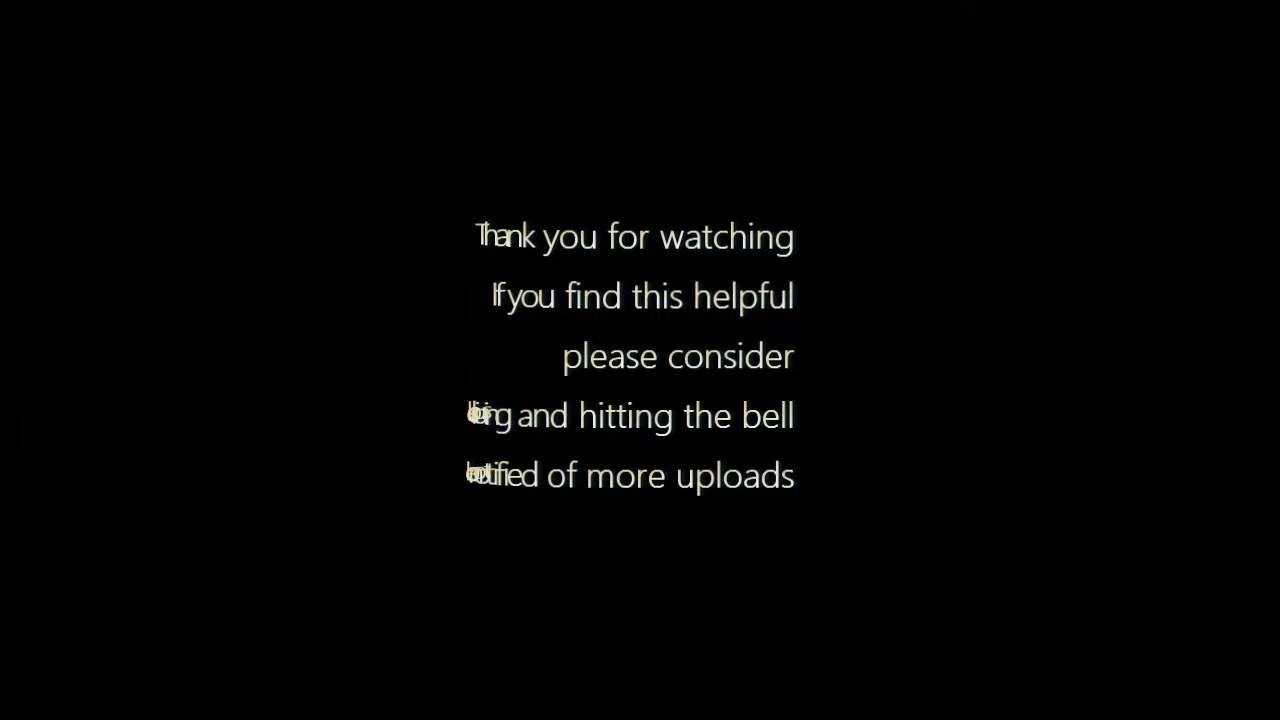 Thank you for watching
If you find this helpful
please consider
and hitting the bell
of more uploads